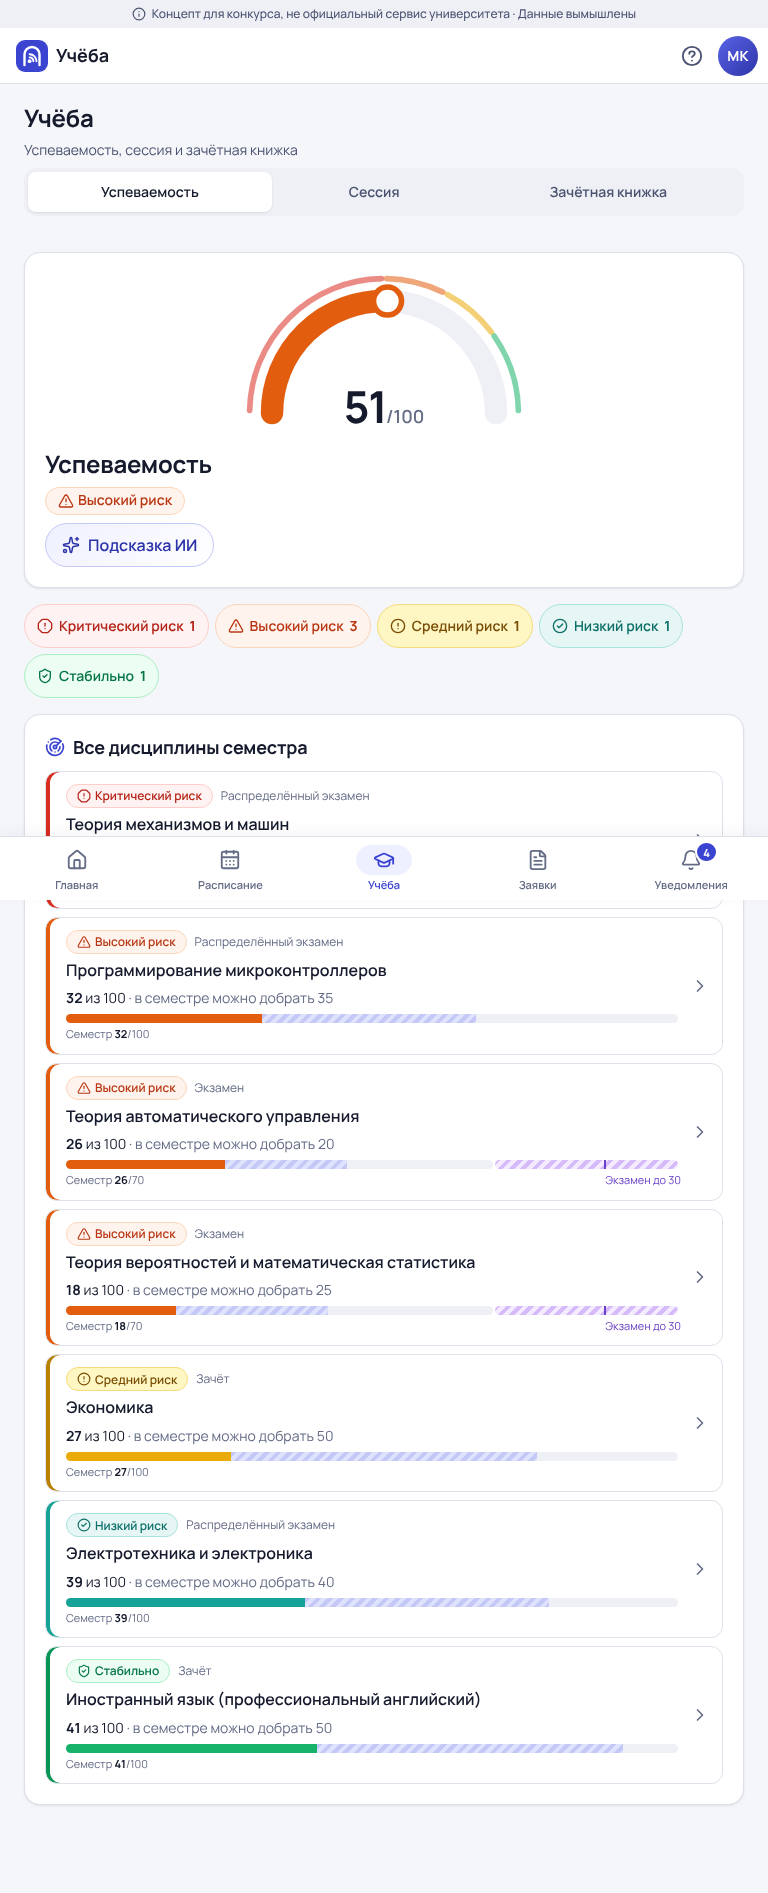 Концепт для конкурса, не официальный сервис университета · Данные вымышлены
Учёба
МК
Учёба
Успеваемость, сессия и зачётная книжка
Успеваемость
Сессия
Зачётная книжка
51/100
Успеваемость
Высокий риск
Подсказка ИИ
Критический риск 1
Высокий риск 3
Средний риск 1
Низкий риск 1
Стабильно 1
Все дисциплины семестра
Критический риск Распределённый экзамен
Теория механизмов и машин
Главная
Расписание
Учёба
Заявки
4
Уведомления
Высокий риск Распределённый экзамен
Программирование микроконтроллеров
32 из 100 · в семестре можно добрать 35
Семестр 32/100
Высокий риск Экзамен
Теория автоматического управления
26 из 100 · в семестре можно добрать 20
Семестр 26/70
Экзамен до 30
Высокий риск Экзамен
Теория вероятностей и математическая статистика
18 из 100 · в семестре можно добрать 25
Семестр 18/70
Экзамен до 30
Средний риск Зачёт
Экономика
27 из 100 · в семестре можно добрать 50
Семестр 27/100
Низкий риск Распределённый экзамен
Электротехника и электроника
39 из 100 · в семестре можно добрать 40
Семестр 39/100
Стабильно Зачёт
Иностранный язык (профессиональный английский)
41 из 100 · в семестре можно добрать 50
Семестр 41/100